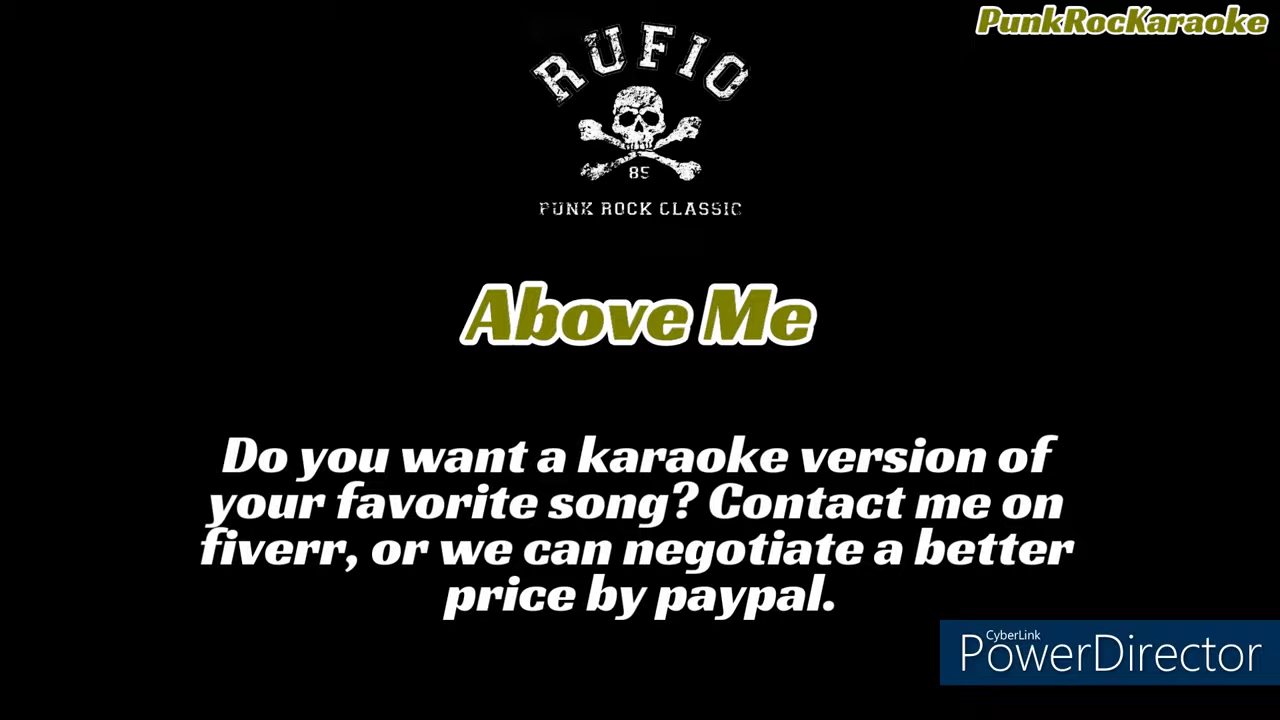 PunkRocKaraoke
RUFIO
85
PUNK ROCK CLASSIC
Above Me
Do you want a karaoke version of
your favorite song? Contact me on
fiverr, or we can negotiate a better
price by paypal.
CyberLink
PowerDirector